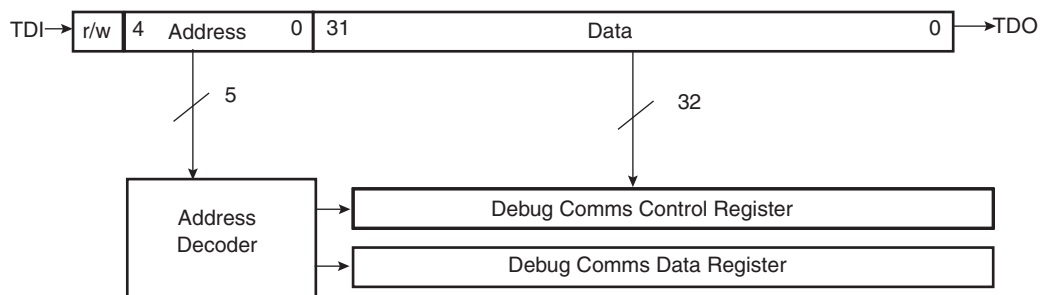 TDI r/w 4 Address 0 31 Data 0 TDO
5
32
Address
Decoder
Debug Comms Control Register
Debug Comms Data Register